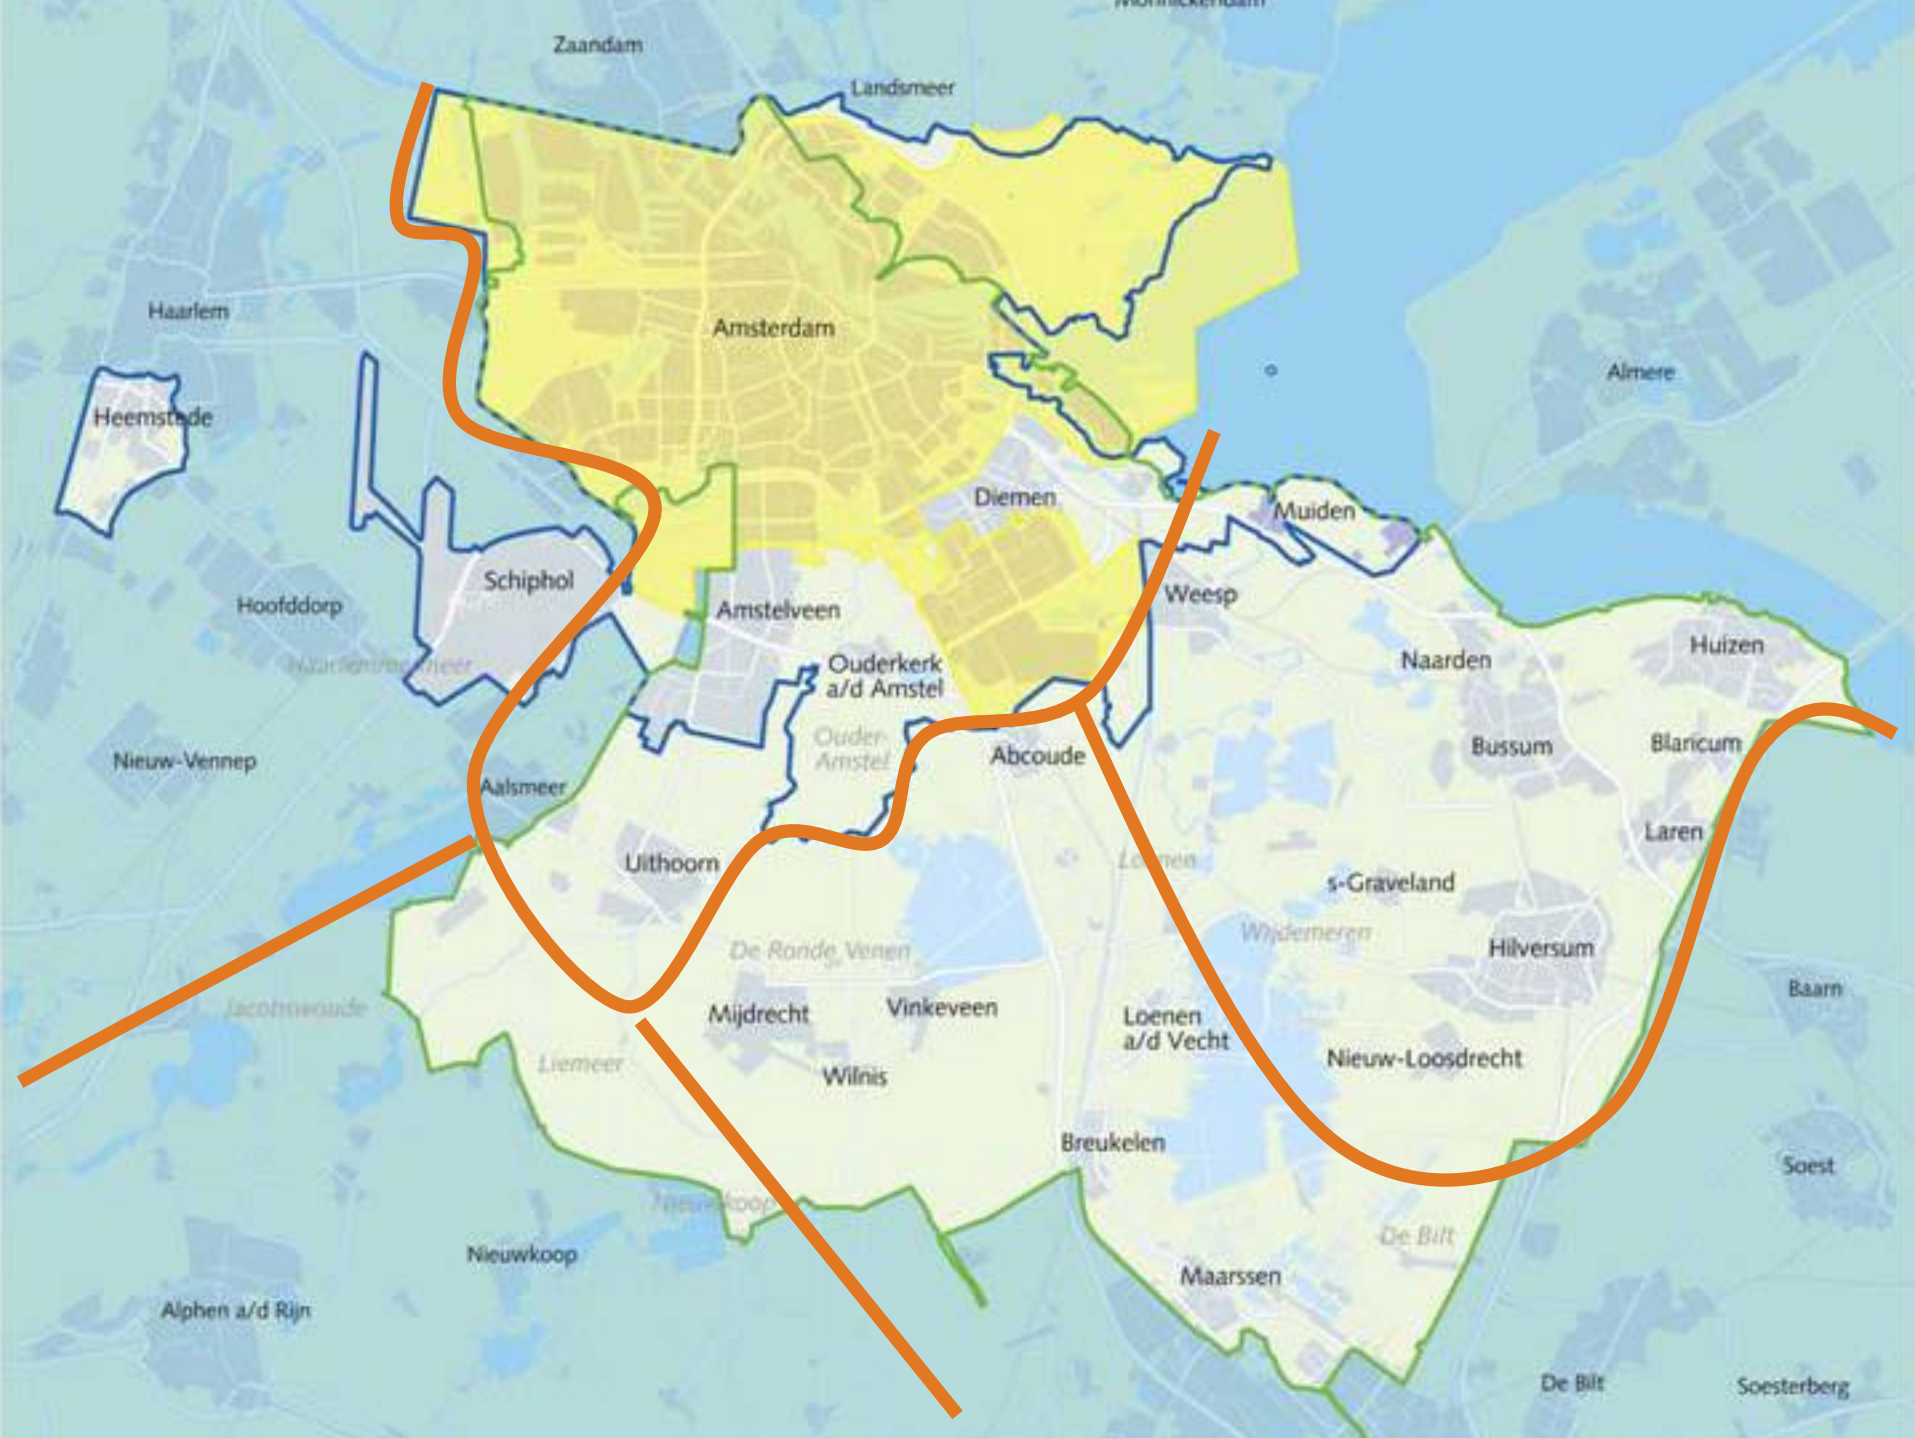 Monnickendam
Zaandam
Landsmeer
Haarlem
Amsterdam
Almere
Heemstede
Diemen
Muiden
Schiphol
Hoofddorp
Amstelveen
Weesp
Haarlemmermeer
Ouderkerk
a/d Amstel
Naarden
Huizen
Ouder-
Amstel
Nieuw-Vennep
Aalsmeer
Abcoude
Bussum
Blaricum
Uithoorn
Loenen
Laren
s-Graveland
De Ronde Venen
Wijdemeren
Hilversum
Jacobswoude
Mijdrecht
Vinkeveen
Loenen
a/d Vecht
Baarn
Liemeer
Wilnis
Nieuw-Loosdrecht
Breukelen
Soest
Nieuwkoop
De Bilt
Nieuwkoop
Maarssen
Alphen a/d Rijn
De Bilt
Soesterberg